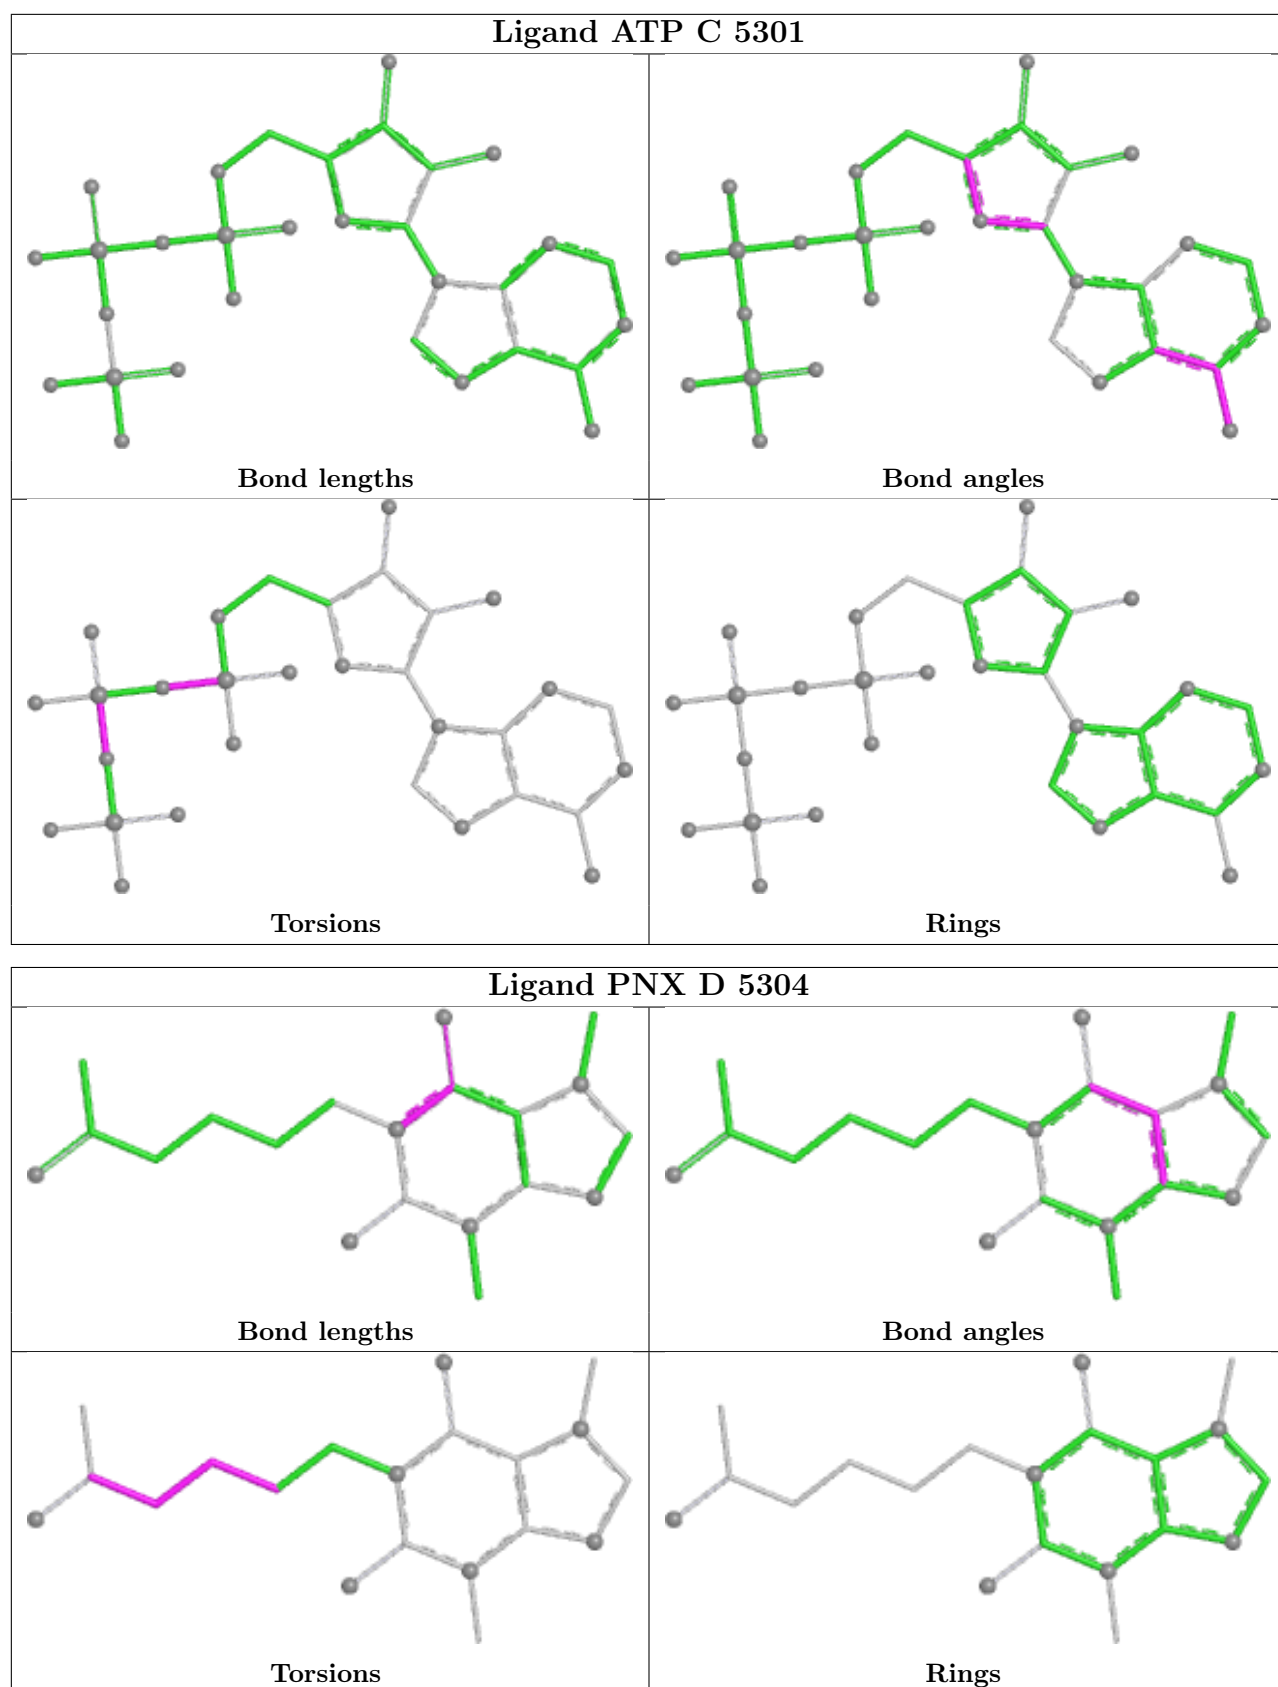 Ligand ATP C 5301
Bond lengths
Bond angles
Torsions
Rings
Ligand PNX D 5304
Bond lengths
Bond angles
Torsions
Rings